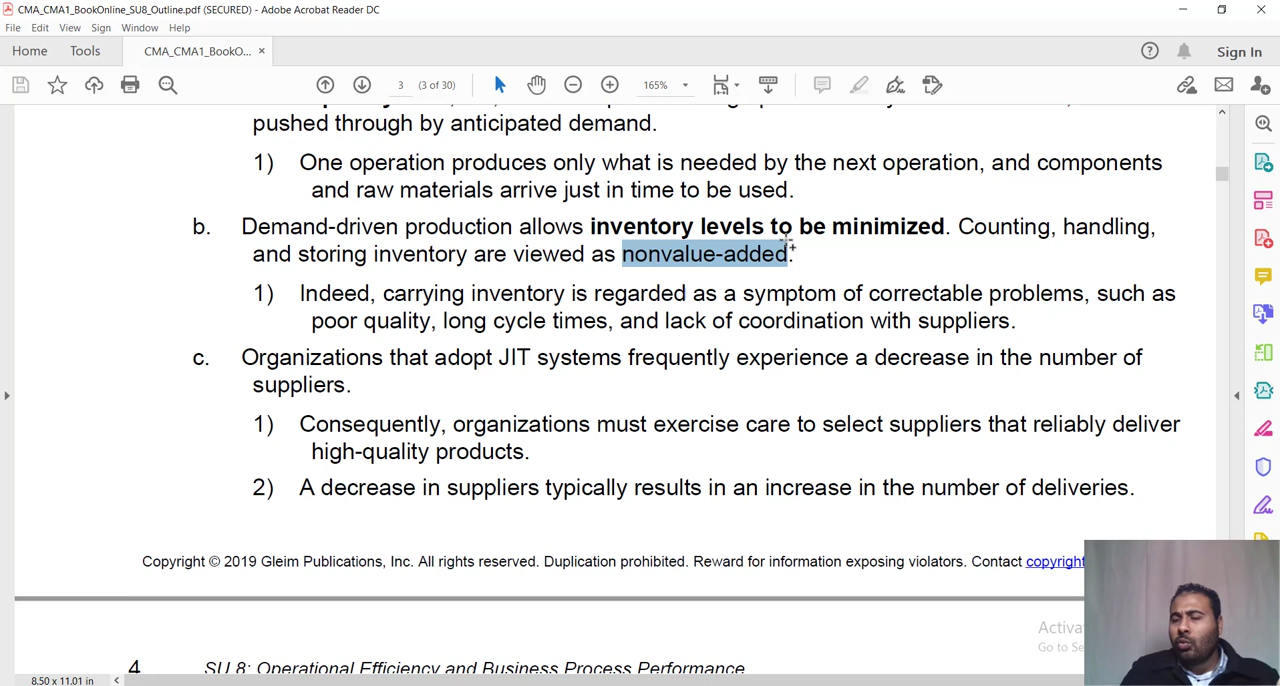 CMA_CMA1_BookOnline_SU8_Outline.pdf (SECURED) - Adobe Acrobat Reader DC
File Edit View Sign Window Help
Home Tools CMA_CMA1_BookO... × Sign In
3 (3 of 30) 165%
pushed through by anticipated demand.
1) One operation produces only what is needed by the next operation, and components
and raw materials arrive just in time to be used.
b. Demand-driven production allows inventory levels to be minimized. Counting, handling,
and storing inventory are viewed as nonvalue-added.
1) Indeed, carrying inventory is regarded as a symptom of correctable problems, such as
poor quality, long cycle times, and lack of coordination with suppliers.
c. Organizations that adopt JIT systems frequently experience a decrease in the number of
suppliers.
1) Consequently, organizations must exercise care to select suppliers that reliably deliver
high-quality products.
2) A decrease in suppliers typically results in an increase in the number of deliveries.
Copyright © 2019 Gleim Publications, Inc. All rights reserved. Duplication prohibited. Reward for information exposing violators. Contact copyright
Activa
Go to Se
4 SU 8: Operational Efficiency and Business Process Performance
8.50 x 11.01 in